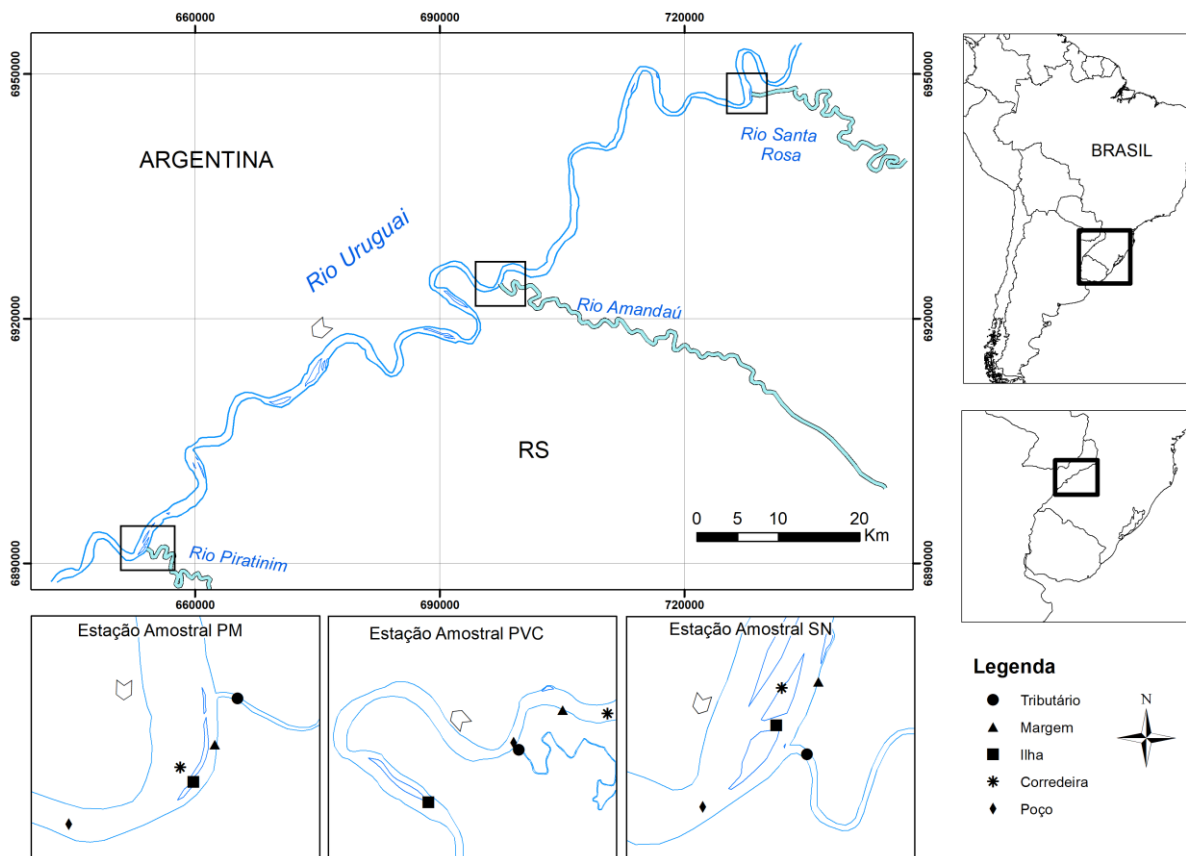 660000 690000 720000
6950000 6950000
Rio Santa
Rosa
ARGENTINA
BRASIL
Rio Uruguai
Rio Amandaú
6920000 6920000
RS
0 5 10 20
Km
Rio Piratinim
6890000 6890000
660000 690000 720000
Estação Amostral PM
Estação Amostral PVC
Estação Amostral SN
Legenda
Tributário
Margem
Ilha
Corredeira
Poço
N